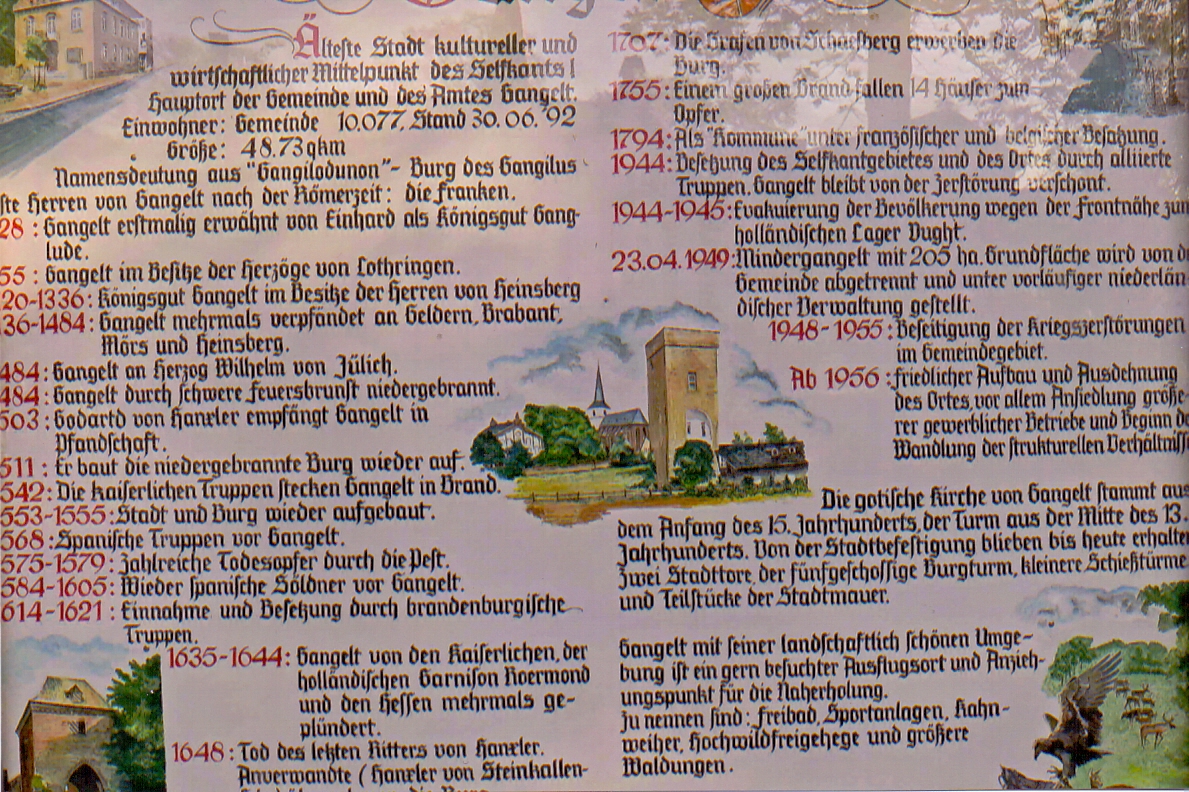 Älteste Stadt kultureller und
wirtschaftlicher Mittelpunkt des Selfkants!
Hauptort der Gemeinde und des Amtes Gangelt.
Einwohner: Gemeinde 10.077, Stand 30.06.'92
Größe: 48.73 qkm
Namensdeutung aus "Gangilodunon"- Burg des Gangilus
ste Herren von Gangelt nach der Römerzeit: die Franken.
28: Gangelt erstmalig erwähnt von Einhard als Königsgut Gang-
lude.
55: Gangelt im Besitze der Herzöge von Lothringen.
20-1336: Königsgut Gangelt im Besitze der Herren von Heinsberg
36-1484: Gangelt mehrmals verpfändet an Geldern, Brabant,
Mörs und Heinsberg.
484: Gangelt an Herzog Wilhelm von Jülich.
484: Gangelt durch schwere Feuersbrunst niedergebrannt.
503: Godartd von Hanxler empfängt Gangelt in
Pfandschaft.
511: Er baut die niedergebrannte Burg wieder auf.
542: Die kaiserlichen Truppen stecken Gangelt in Brand.
553-1555: Stadt und Burg wieder aufgebaut.
568: Spanische Truppen vor Gangelt.
575-1579: Zahlreiche Todesopfer durch die Pest.
584-1605: Wieder spanische Söldner vor Gangelt.
614-1621: Einnahme und Besetzung durch brandenburgische
Truppen.
1635-1644: Gangelt von den Kaiserlichen, der
holländischen Garnison Roermond
und den Hessen mehrmals ge-
plündert.
1648: Tod des letzten Ritters von Hanxler.
Anverwandte (Hanxler von Steinkallen-
1707: Die Grafen von Schaesberg erwerben die
Burg.
1755: Einem großen Brand fallen 14 Häuser zum
Opfer.
1794: Als "Kommune" unter französischer und belgischer Besatzung.
1944: Besetzung des Selfkantgebietes und des Ortes durch alliierte
Truppen. Gangelt bleibt von der Zerstörung verschont.
1944-1945: Evakuierung der Bevölkerung wegen der Frontnähe zum
holländischen Lager Vught.
23.04.1949: Mindergangelt mit 205 ha. Grundfläche wird von de
Gemeinde abgetrennt und unter vorläufiger niederlän-
discher Verwaltung gestellt.
1948-1955: Beseitigung der Kriegszerstörungen
im Gemeindegebiet.
Ab 1956: Friedlicher Aufbau und Ausdehnung
des Ortes, vor allem Ansiedlung größe-
rer gewerblicher Betriebe und Beginn de
Wandlung der strukturellen Verhältnisse
Die gotische Kirche von Gangelt stammt aus
dem Anfang des 15. Jahrhunderts, der Turm aus der Mitte des 13.
Jahrhunderts. Von der Stadtbefestigung blieben bis heute erhalten
Zwei Stadttore, der fünfgeschossige Burgturm, kleinere Schießtürme
und Teilstücke der Stadtmauer.
Gangelt mit seiner landschaftlich schönen Umge-
bung ist ein gern besuchter Ausflugsort und Anzieh-
ungspunkt für die Naherholung.
Zu nennen sind: Freibad, Sportanlagen, Kahn-
weiher, Hochwildfreigehege und größere
Waldungen.